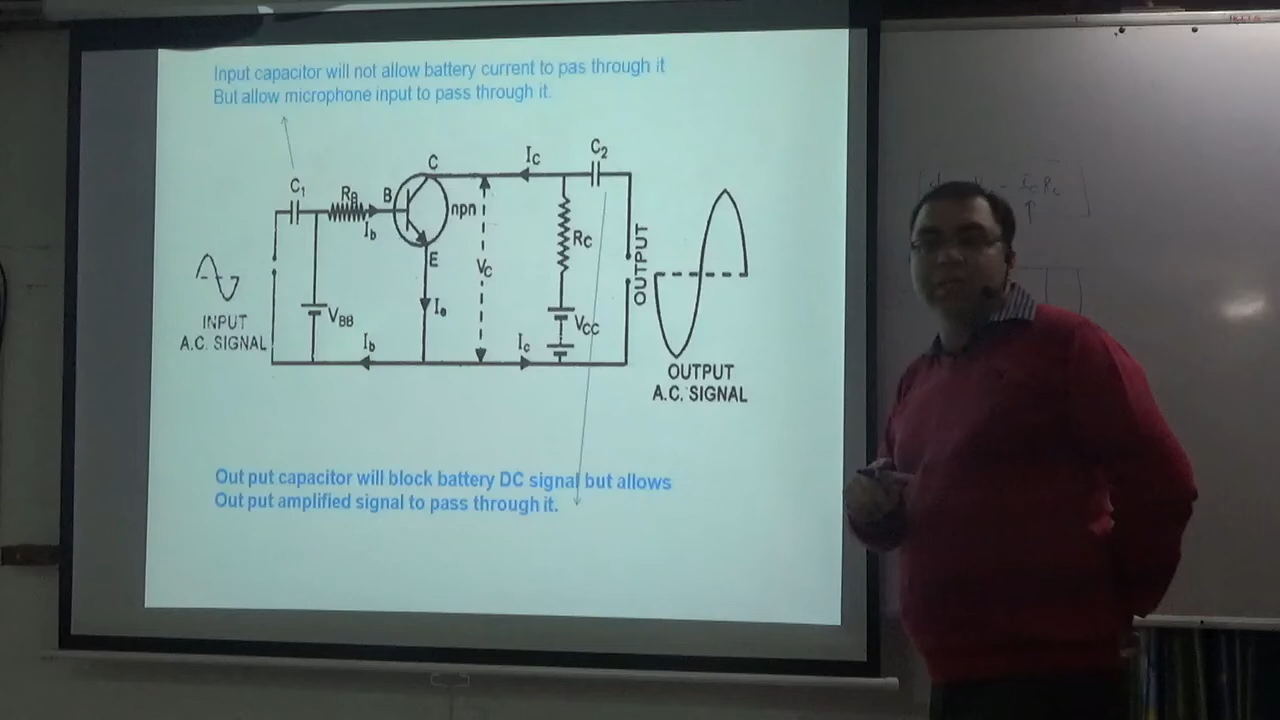 Input capacitor will not allow battery current to pas through it
But allow microphone input to pass through it.
C1
RB
B
C
npn
Ib
E
Ie
VBB
Ib
VC
IC
C2
RC
VCC
Ic
INPUT
A.C. SIGNAL
OUTPUT
OUTPUT
A.C. SIGNAL
Out put capacitor will block battery DC signal but allows
Out put amplified signal to pass through it.